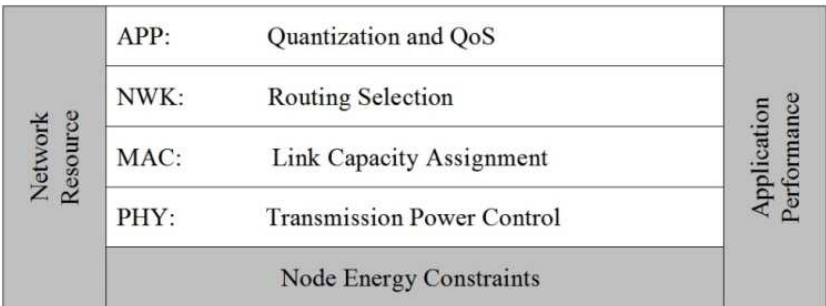 Network
Resource
APP: Quantization and QoS
NWK: Routing Selection
MAC: Link Capacity Assignment
PHY: Transmission Power Control
Node Energy Constraints
Application
Performance